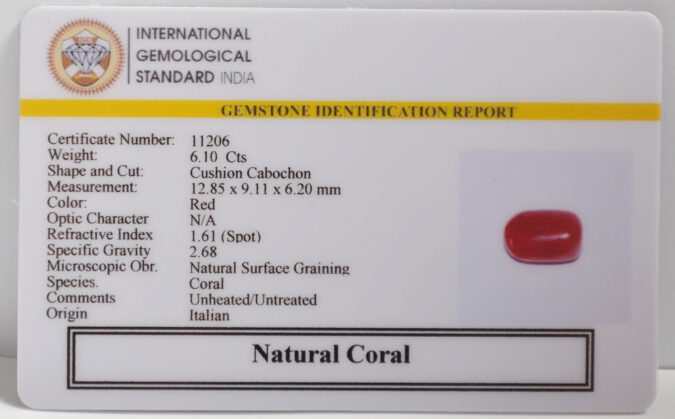 INTERNATIONAL
GEMOLOGICAL
STANDARD INDIA
GEMSTONE IDENTIFICATION REPORT
Certificate Number: 11206
Weight: 6.10 Cts
Shape and Cut: Cushion Cabochon
Measurement: 12.85 x 9.11 x 6.20 mm
Color: Red
Optic Character N/A
Refractive Index 1.61 (Spot)
Specific Gravity 2.68
Microscopic Obr. Natural Surface Graining
Species. Coral
Comments Unheated/Untreated
Origin Italian
Natural Coral